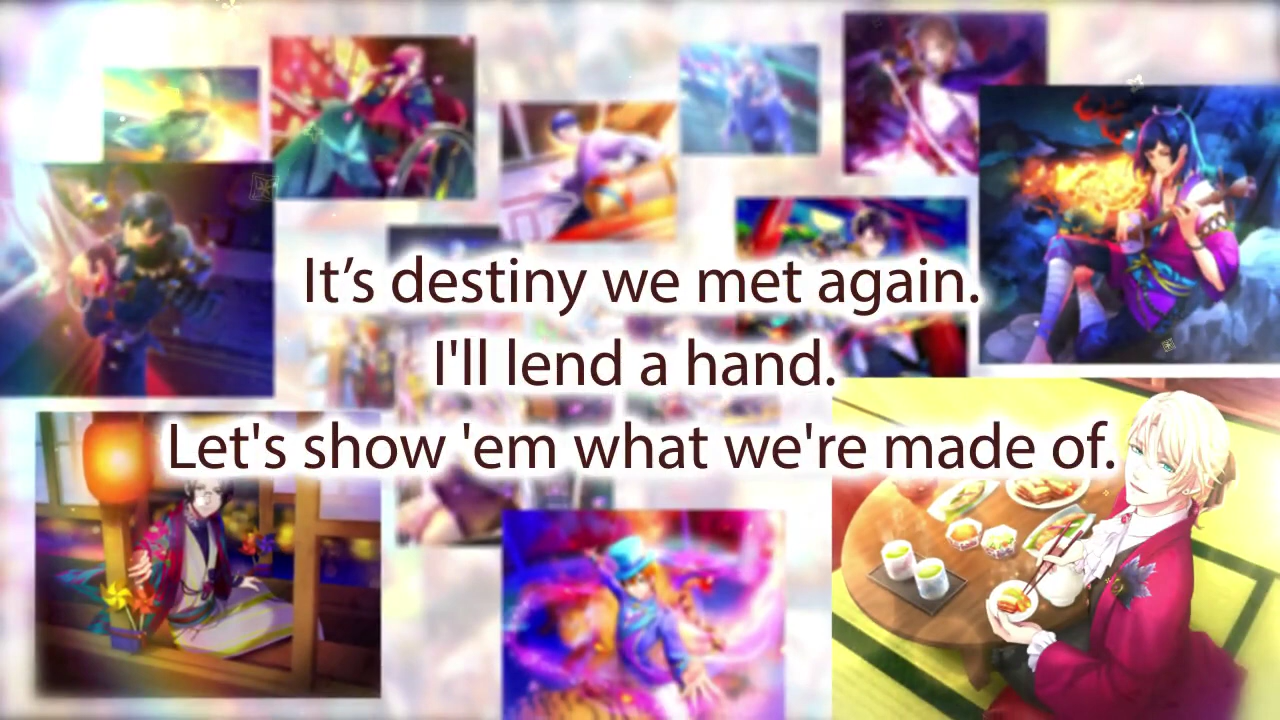 It’s destiny we met again.
I'll lend a hand.
Let's show 'em what we're made of.